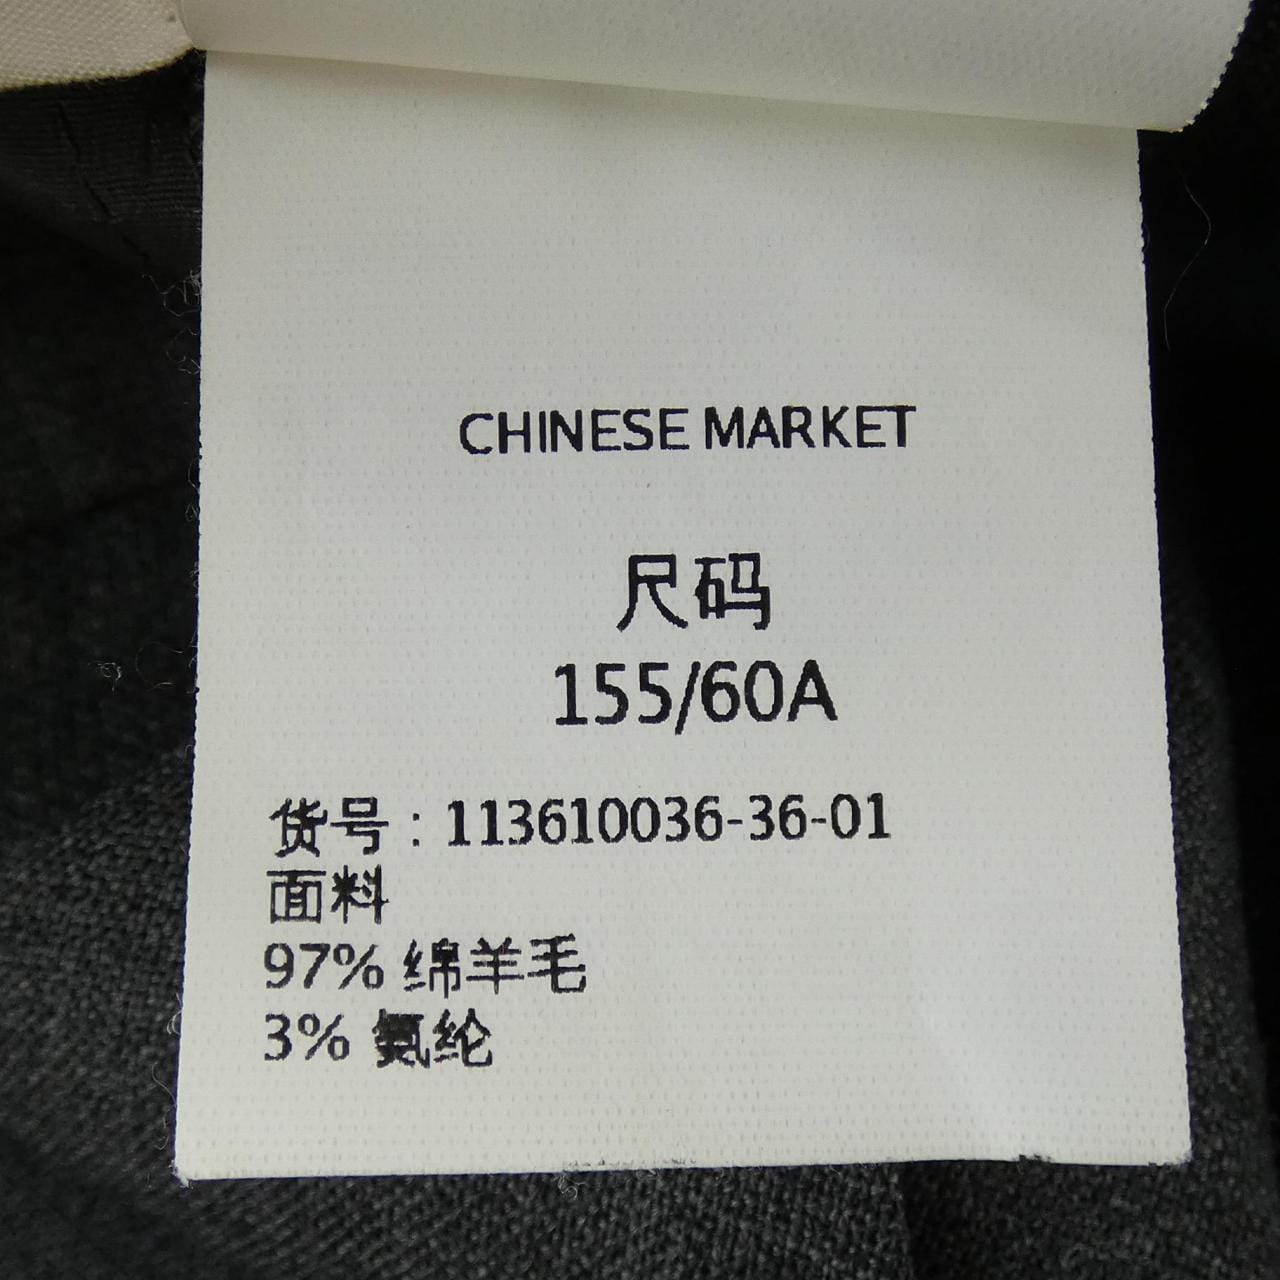 CHINESE MARKET
尺码
155/60A
货号：113610036-36-01
面料
97% 绵羊毛
3% 氨纶